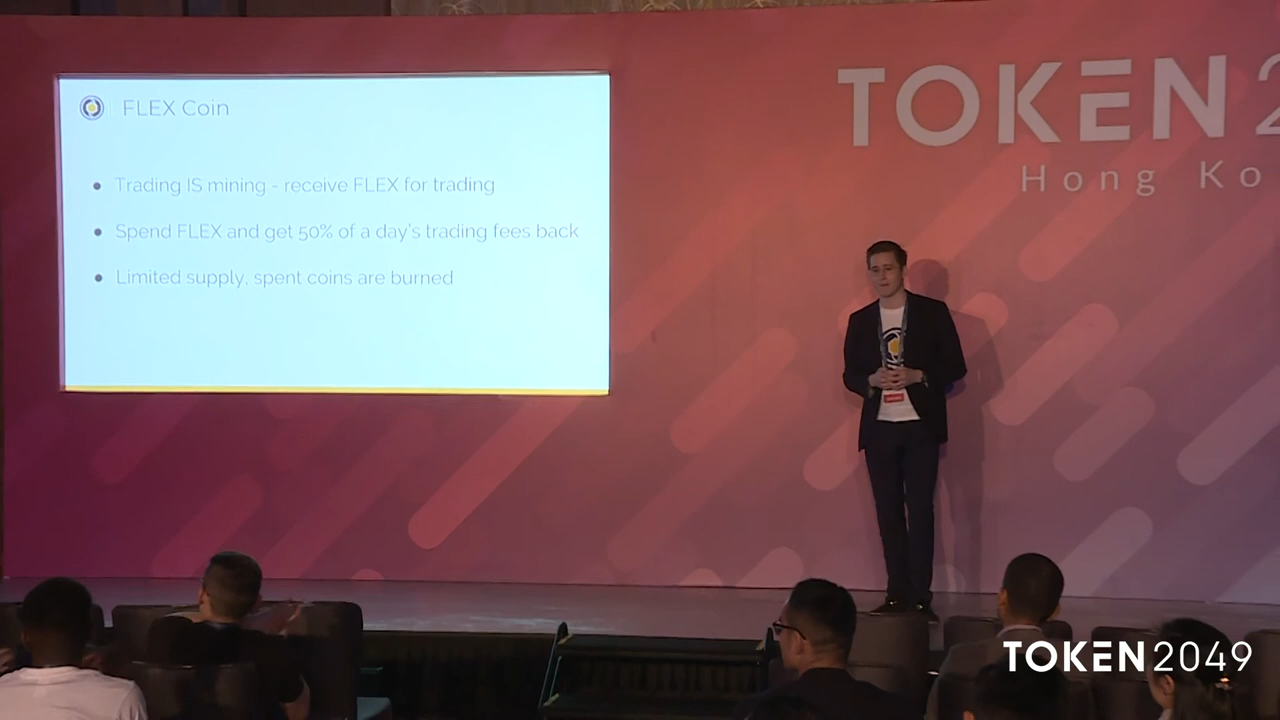 FLEX Coin
Trading IS mining - receive FLEX for trading
Spend FLEX and get 50% of a day's trading fees back
Limited supply, spent coins are burned
TOKEN 2
Hong Ko
TOKEN2049